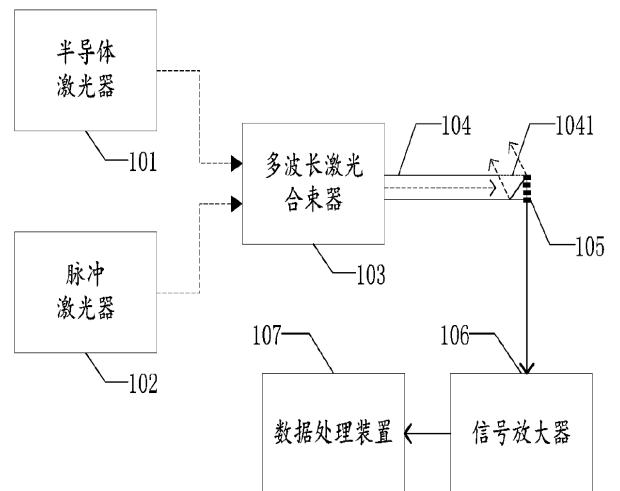 半导体
激光器
101
脉冲
激光器
102
多波长激光
合束器
103
104
1041
105
106
107
数据处理装置
信号放大器